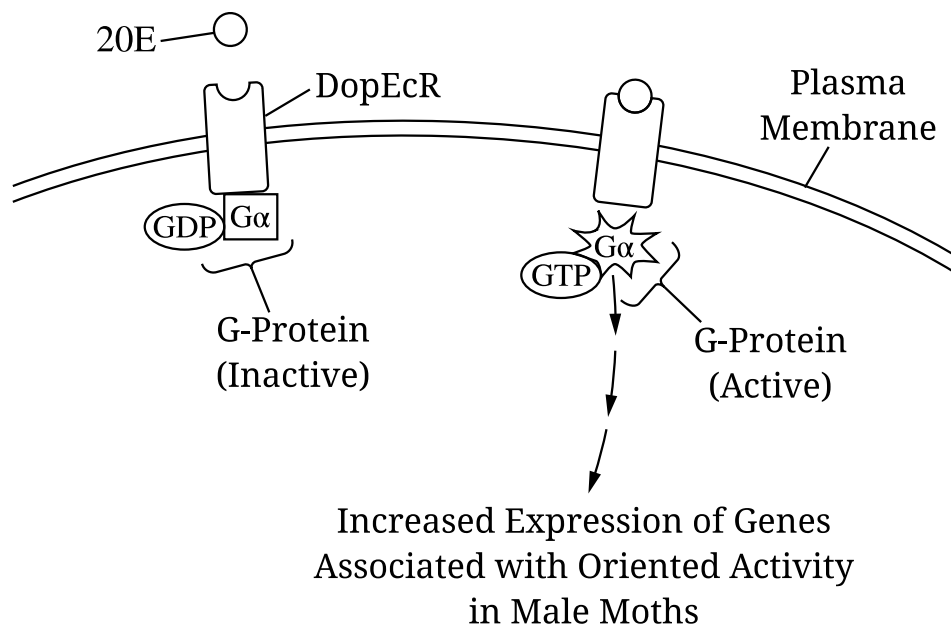 20E
DopEcR
Plasma
Membrane
GDP
Gα
Gα
GTP
G-Protein
(Inactive)
G-Protein
(Active)
Increased Expression of Genes
Associated with Oriented Activity
in Male Moths